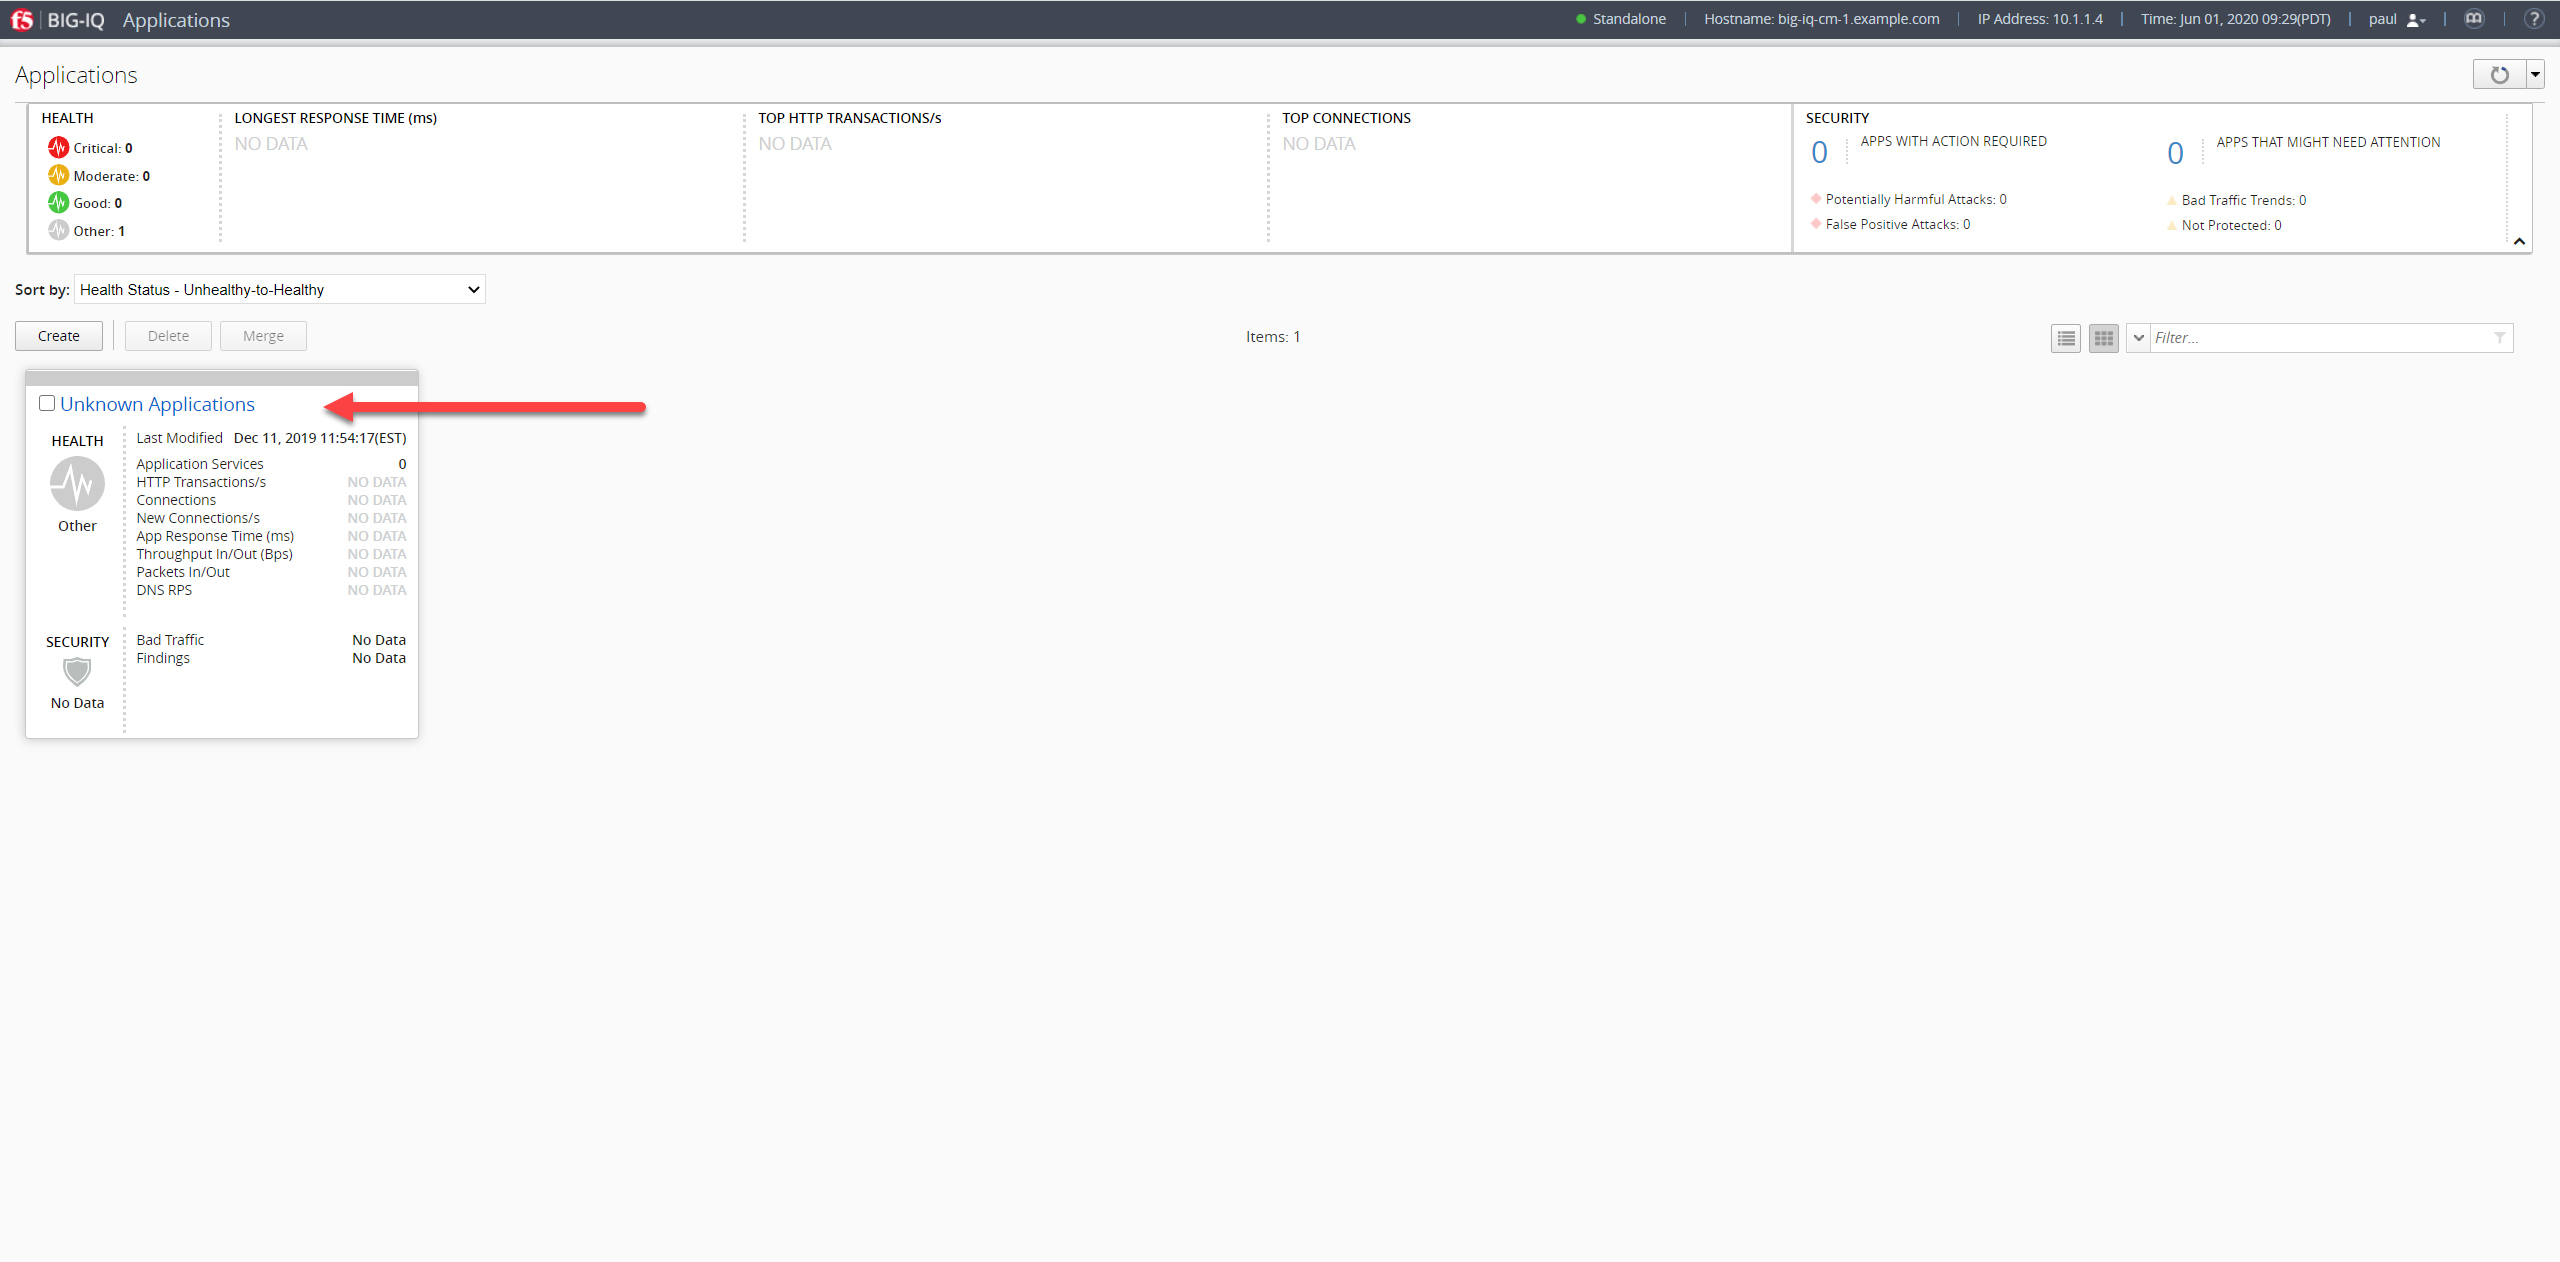 f5 BIG-IQ Applications Standalone Hostname: big-iq-cm-1.example.com IP Address: 10.1.1.4 Time: Jun 01, 2020 09:29(PDT) paul ?
Applications
HEALTH
Critical: 0
Moderate: 0
Good: 0
Other: 1
LONGEST RESPONSE TIME (ms)
NO DATA
TOP HTTP TRANSACTIONS/s
NO DATA
TOP CONNECTIONS
NO DATA
SECURITY
0 APPS WITH ACTION REQUIRED
Potentially Harmful Attacks: 0
False Positive Attacks: 0
0 APPS THAT MIGHT NEED ATTENTION
Bad Traffic Trends: 0
Not Protected: 0
Sort by: Health Status - Unhealthy-to-Healthy
Create Delete Merge Items: 1 Filter...
Unknown Applications
HEALTH
Other
Last Modified Dec 11, 2019 11:54:17(EST)
Application Services 0
HTTP Transactions/s NO DATA
Connections NO DATA
New Connections/s NO DATA
App Response Time (ms) NO DATA
Throughput In/Out (Bps) NO DATA
Packets In/Out NO DATA
DNS RPS NO DATA
SECURITY
No Data
Bad Traffic No Data
Findings No Data